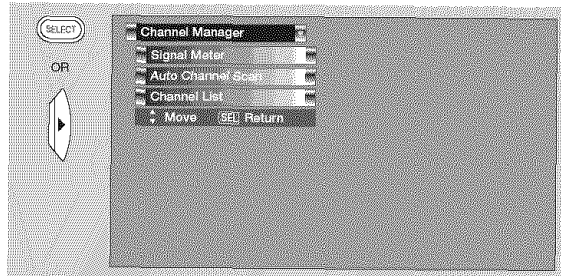 SELECT
OR
Channel Manager
Signal Meter
Auto Channel Scan
Channel List
Move SEL Return